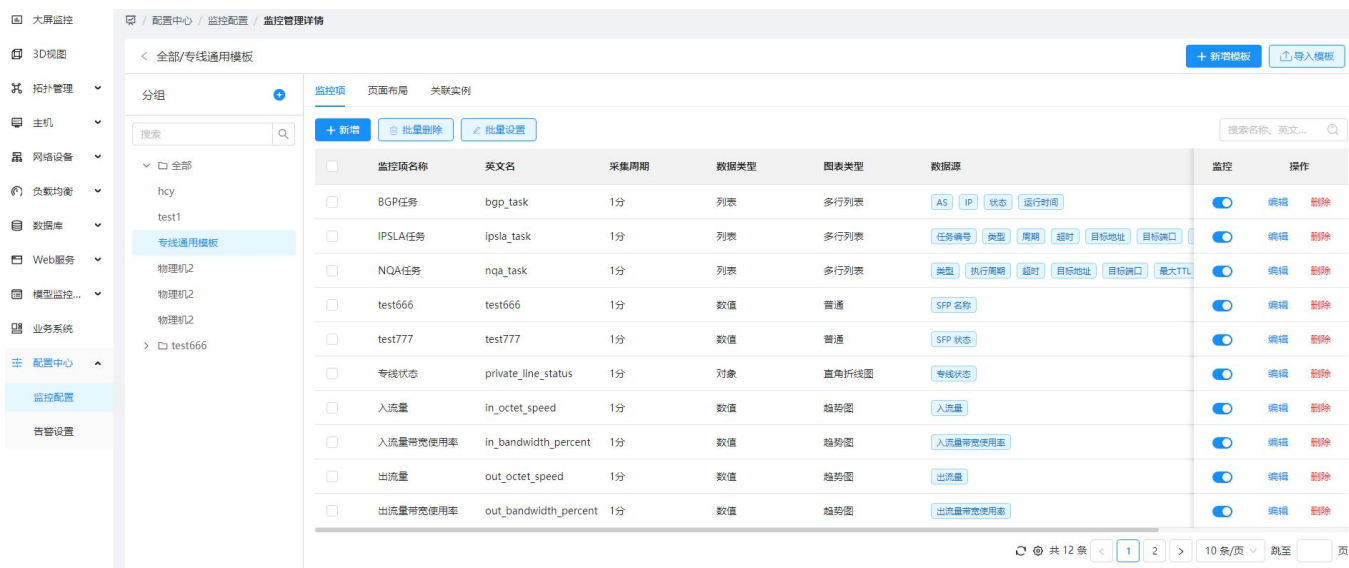 大屏监控
3D视图
拓扑管理
主机
网络设备
负载均衡
数据库
Web服务
模型监控...
业务系统
配置中心
监控配置
告警设置
/ 配置中心 / 监控配置 / 监控管理详情
< 全部/专线通用模板
+ 新增模板 导入模板
分组
搜索
全部
hcy
test1
专线通用模板
物理机2
物理机2
物理机2
test666
监控项 页面布局 关联实例
+ 新增 批量删除 批量设置 搜索名称、英文...
监控项名称 英文名 采集周期 数据类型 图表类型 数据源 监控 操作
BGP任务 bgp_task 1分 列表 多行列表 AS IP 状态 运行时间 编辑 删除
IPSLA任务 ipsla_task 1分 列表 多行列表 任务编号 类型 周期 超时 目标地址 目标端口 编辑 删除
NQA任务 nqa_task 1分 列表 多行列表 类型 执行周期 超时 目标地址 目标端口 最大TTL 编辑 删除
test666 test666 1分 数值 普通 SFP 名称 编辑 删除
test777 test777 1分 数值 普通 SFP 状态 编辑 删除
专线状态 private_line_status 1分 对象 直角折线图 专线状态 编辑 删除
入流量 in_octet_speed 1分 数值 趋势图 入流量 编辑 删除
入流量带宽使用率 in_bandwidth_percent 1分 数值 趋势图 入流量带宽使用率 编辑 删除
出流量 out_octet_speed 1分 数值 趋势图 出流量 编辑 删除
出流量带宽使用率 out_bandwidth_percent 1分 数值 趋势图 出流量带宽使用率 编辑 删除
共 12 条 < 1 2 > 10 条/页 跳至 页